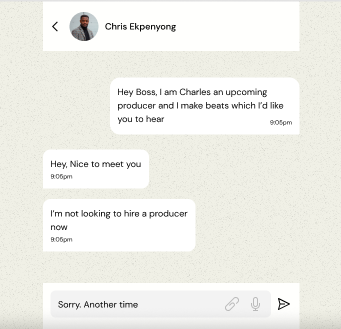 Chris Ekpenyong
Hey Boss, I am Charles an upcoming
producer and I make beats which I'd like
you to hear
9:05pm
Hey, Nice to meet you
9:05pm
I'm not looking to hire a producer
now
9:05pm
Sorry. Another time